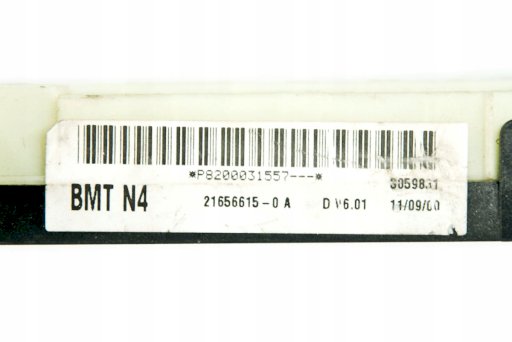 *P8200031557---*
BMT N4 21656615-0 A D V6.01 11/09/00